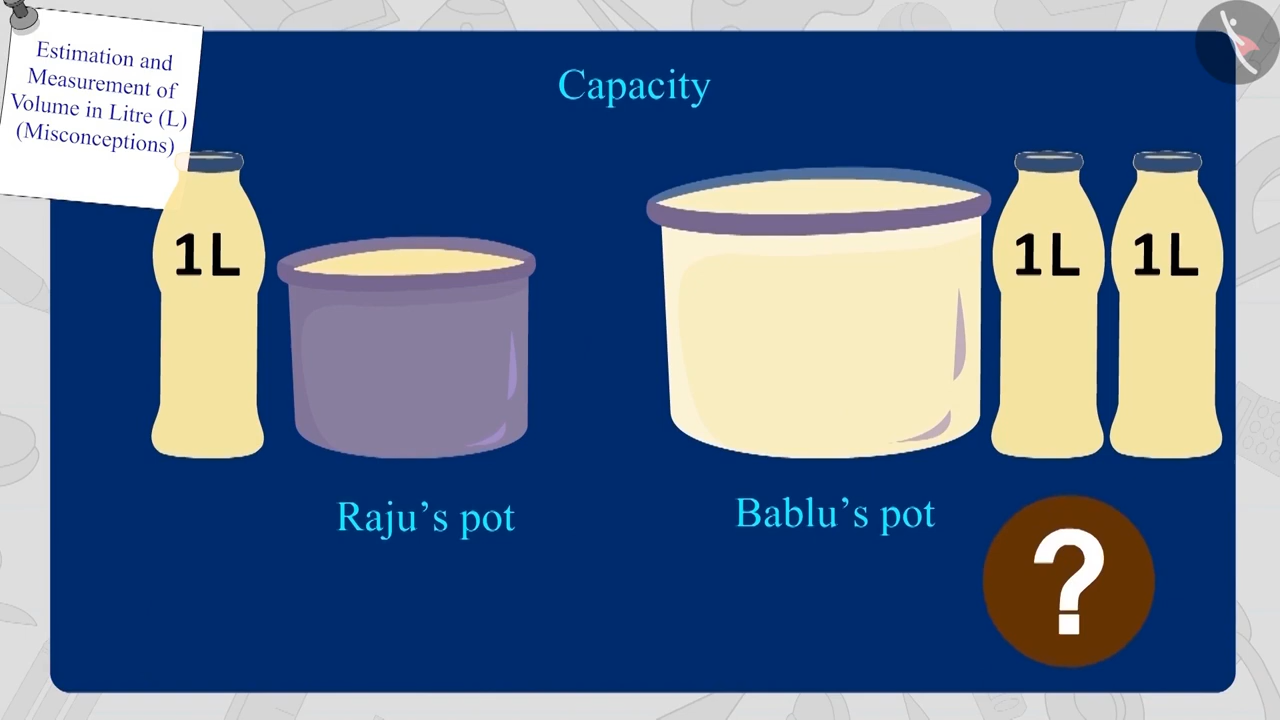 Estimation and
Measurement of
Volume in Litre (L)
(Misconceptions)
Capacity
1L
1L
1L
Raju's pot
Bablu's pot
?